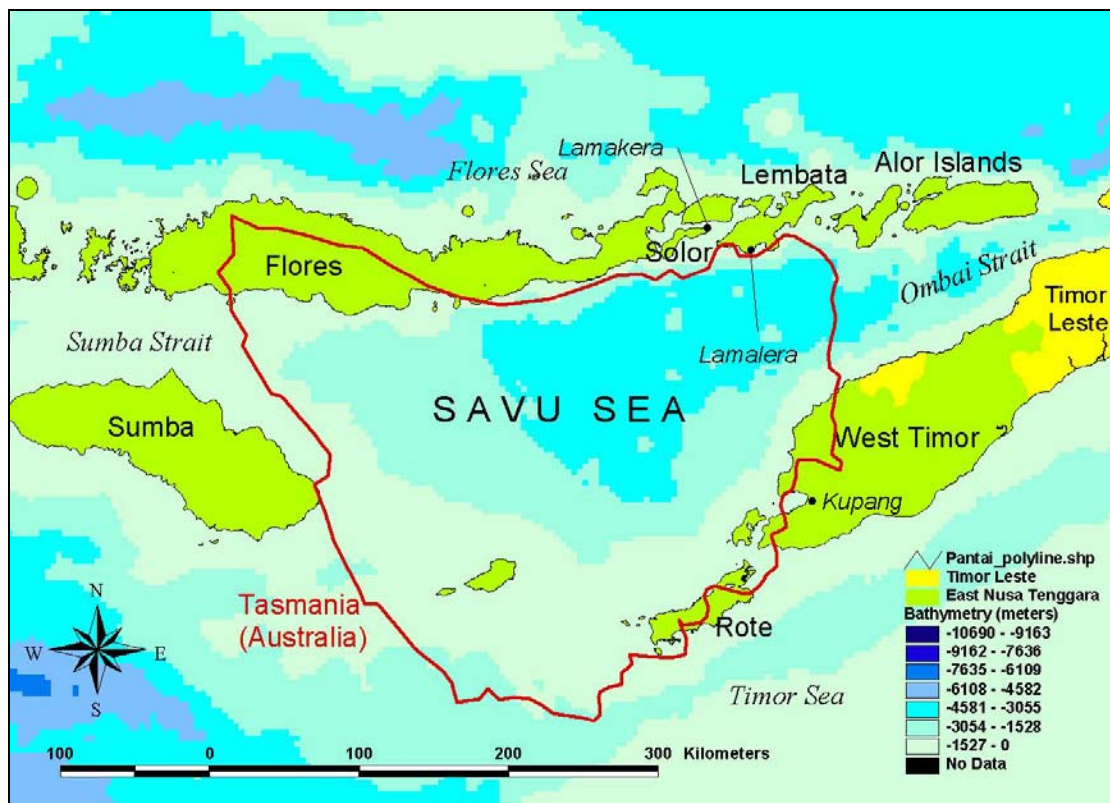 Lamakera
Flores Sea
Lembata
Alor Islands
Solor
Flores
Ombai Strait
Timor
Leste
Sumba Strait
Lamalera
SAVU SEA
Sumba
West Timor
Kupang
Tasmania
(Australia)
Rote
Timor Sea
N
W
E
S
100
0
100
200
300
Kilometers
Pantai_polyline.shp
Timor Leste
East Nusa Tenggara
Bathymetry (meters)
-10690 - -9163
-9162 - -7636
-7635 - -6109
-6108 - -4582
-4581 - -3055
-3054 - -1528
-1527 - 0
No Data